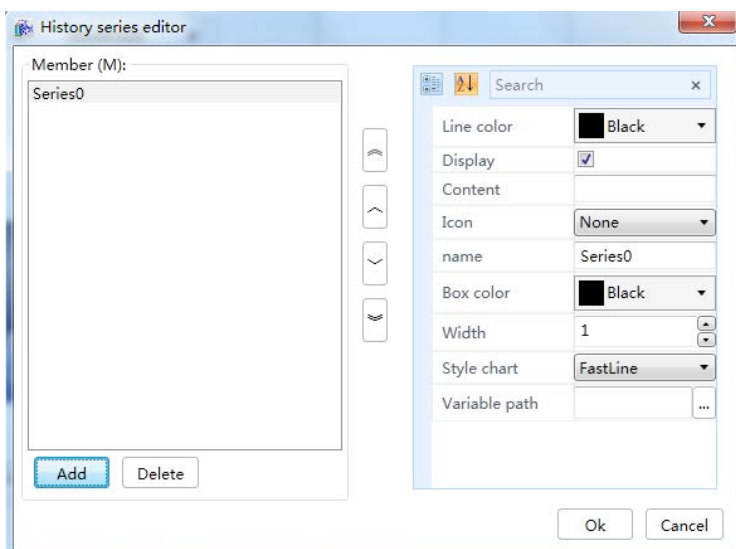 History series editor
Member (M):
Series0
Add
Delete
Search
Line color
Black
Display
Content
Icon
None
name
Series0
Box color
Black
Width
1
Style chart
FastLine
Variable path
...
Ok
Cancel